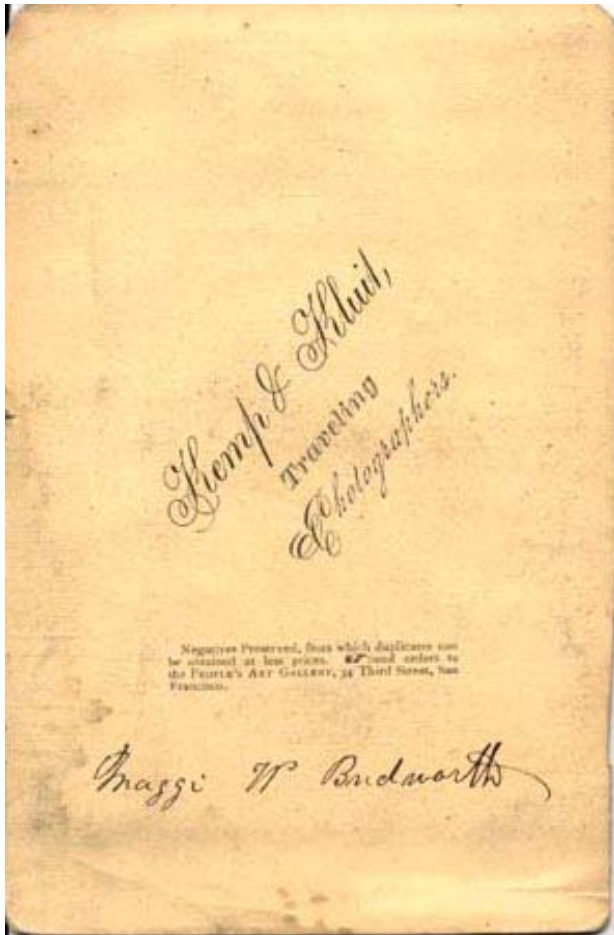 Kemp & Kluit,
Traveling
Photographers.
Negatives Preserved, from which duplicates can
be obtained at less prices. ☞ Send orders to
the PEOPLE'S ART GALLERY, 34 Third Street, San
Francisco.
Maggi W Budworth